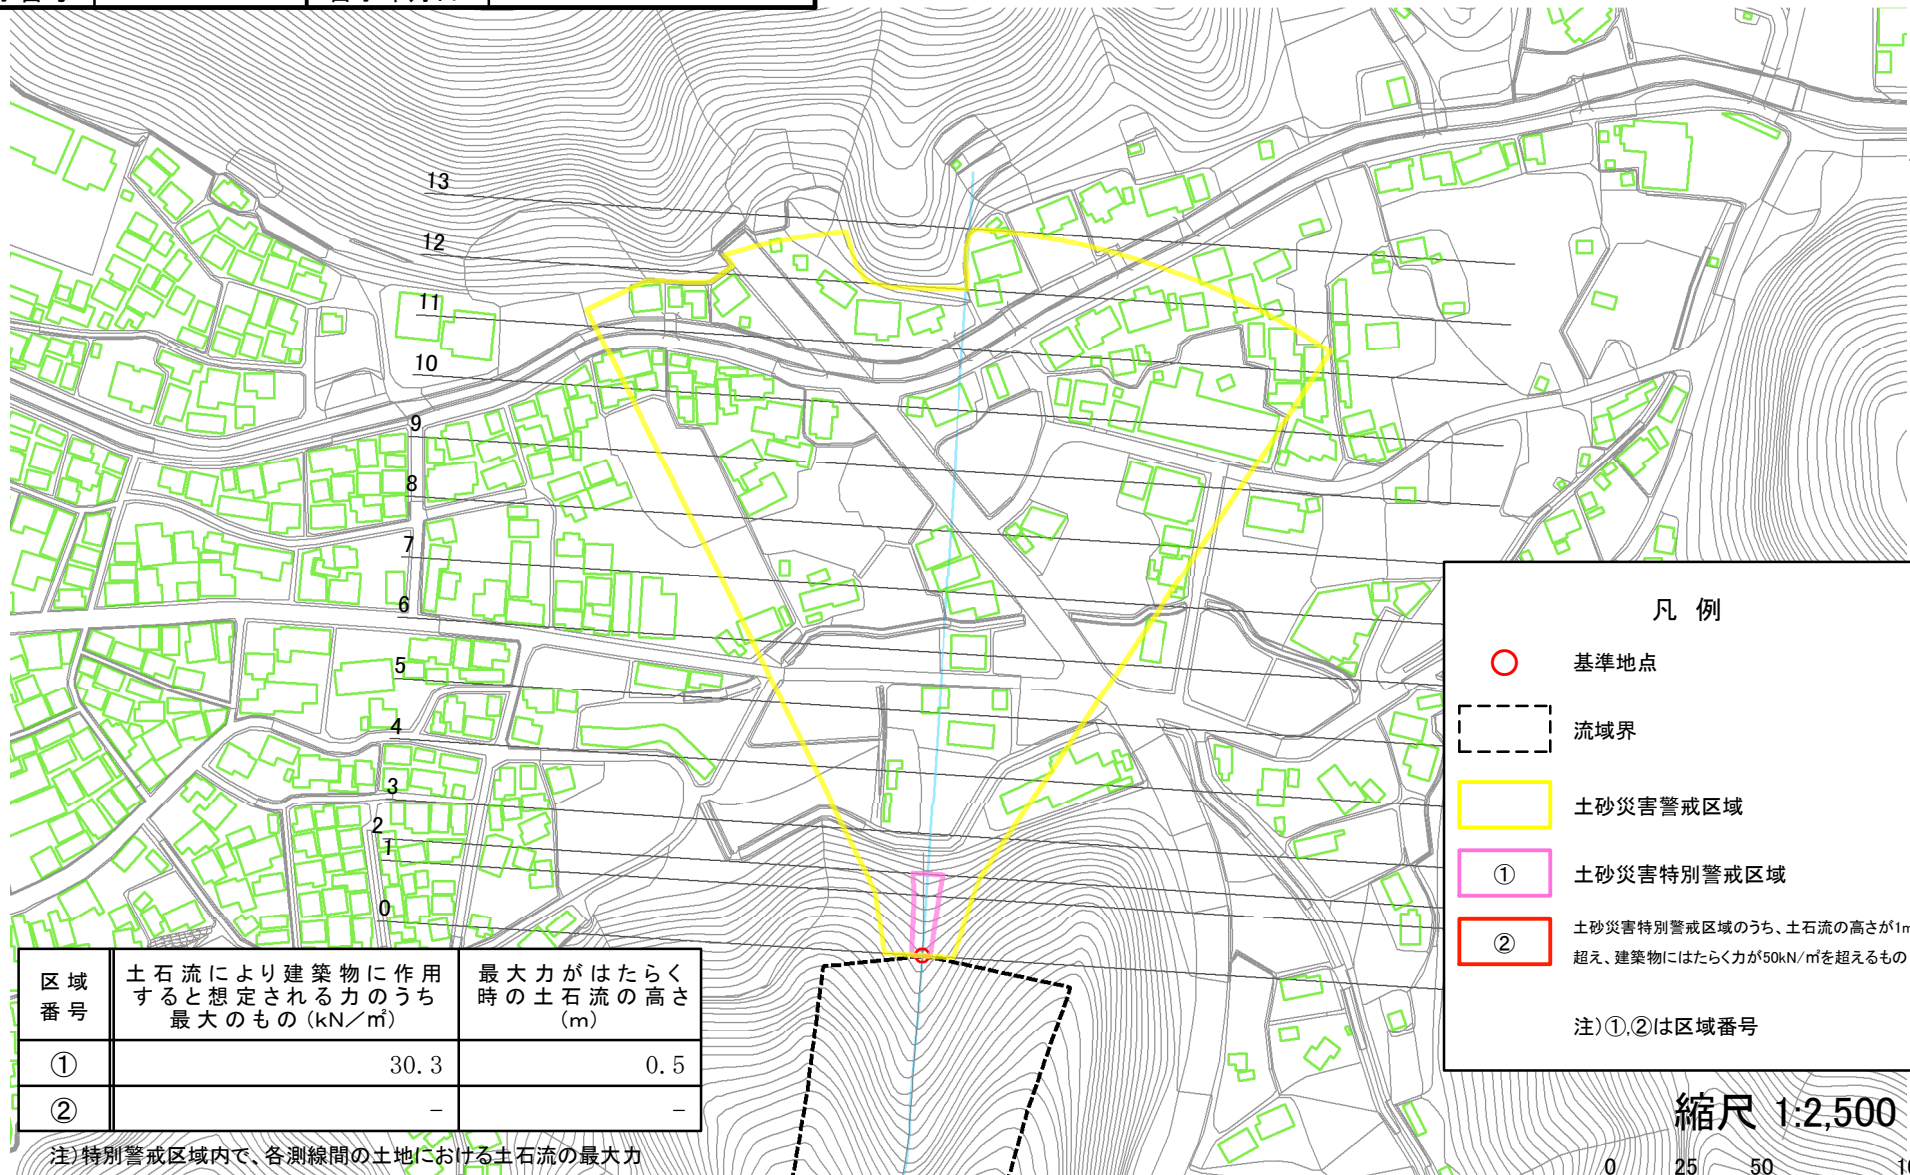 13
12
11
10
9
8
7
6
5
4
3
2
1
0
凡 例
基準地点
流域界
土砂災害警戒区域
① 土砂災害特別警戒区域
② 土砂災害特別警戒区域のうち、土石流の高さが1m
超え、建築物にはたらく力が50kN/㎡を超えるもの
注)①,②は区域番号
区域番号
土石流により建築物に作用すると想定される力のうち最大のもの(kN/㎡)
最大力がはたらく時の土石流の高さ(m)
① 30.3 0.5
② − −
注)特別警戒区域内で、各測線間の土地における土石流の最大力
縮尺 1:2,500
0 25 50